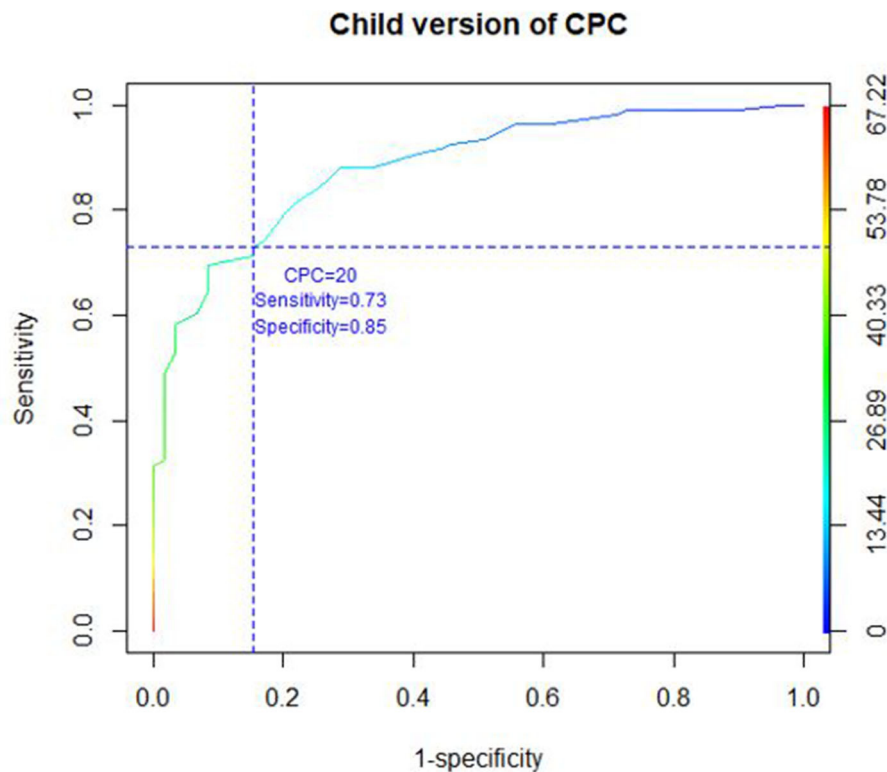 Child version of CPC
Sensitivity
1.0
0.8
0.6
0.4
0.2
0.0
CPC=20
Sensitivity=0.73
Specificity=0.85
67.22
53.78
40.33
26.89
13.44
0
0.0 0.2 0.4 0.6 0.8 1.0
1-specificity